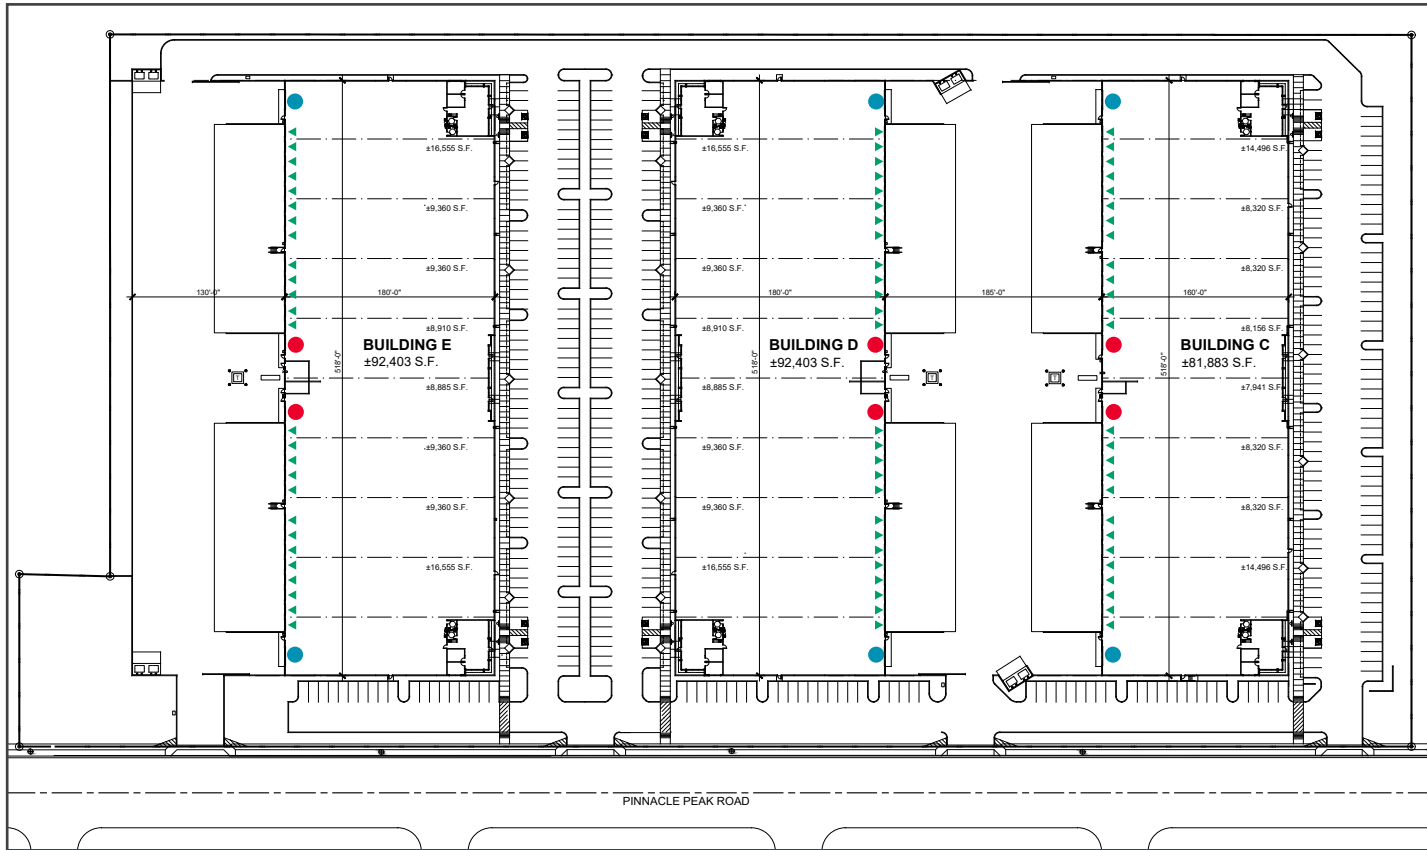 ±16,555 S.F.
±16,555 S.F.
±14,496 S.F.
±9,360 S.F.
±9,360 S.F.
±8,320 S.F.
±9,360 S.F.
±9,360 S.F.
±8,320 S.F.
130'-0"
180'-0"
180'-0"
185'-0"
160'-0"
±8,910 S.F.
±8,910 S.F.
±8,156 S.F.
BUILDING E
±92,403 S.F.
518'-0"
BUILDING D
±92,403 S.F.
518'-0"
BUILDING C
±81,883 S.F.
518'-0"
T
T
T
±8,885 S.F.
±8,885 S.F.
±7,941 S.F.
±9,360 S.F.
±9,360 S.F.
±8,320 S.F.
±9,360 S.F.
±9,360 S.F.
±8,320 S.F.
±16,555 S.F.
±16,555 S.F.
±14,496 S.F.
PINNACLE PEAK ROAD